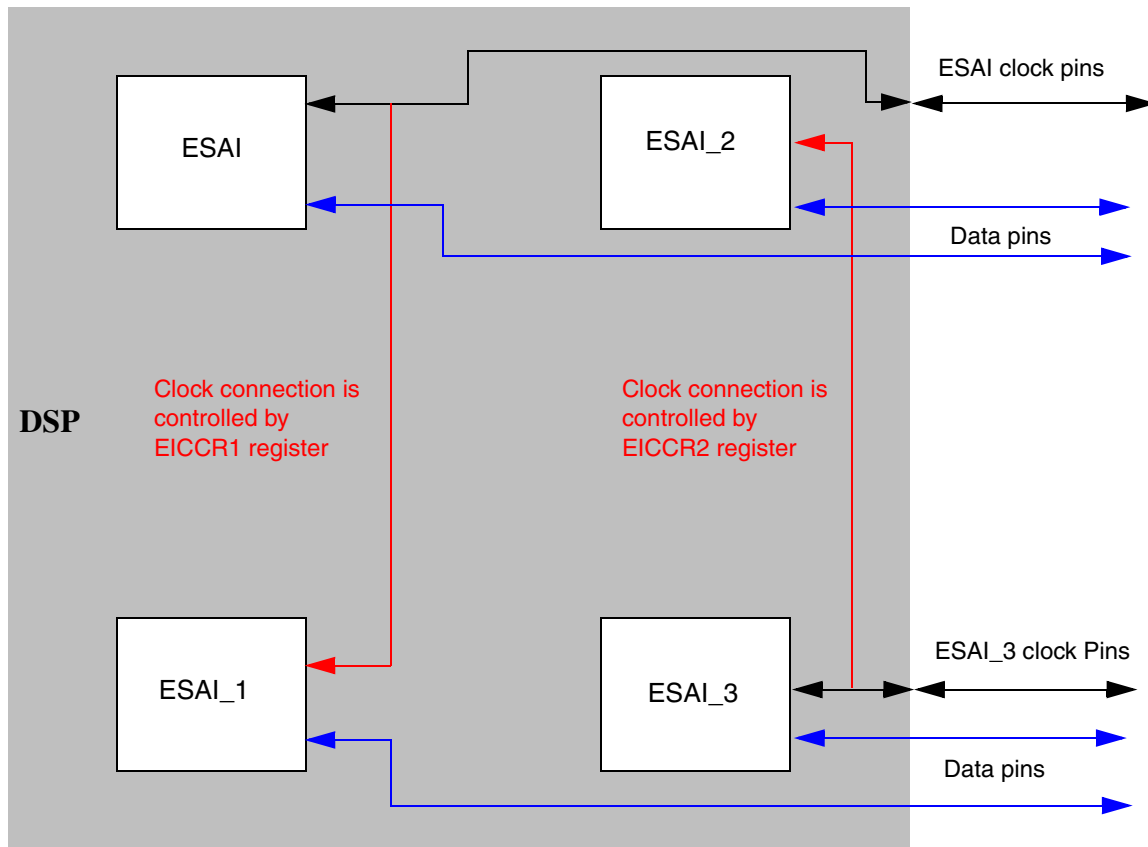 ESAI clock pins
ESAI
ESAI_2
Data pins
Clock connection is
controlled by
EICCR1 register
Clock connection is
controlled by
EICCR2 register
DSP
ESAI_3 clock Pins
ESAI_1
ESAI_3
Data pins